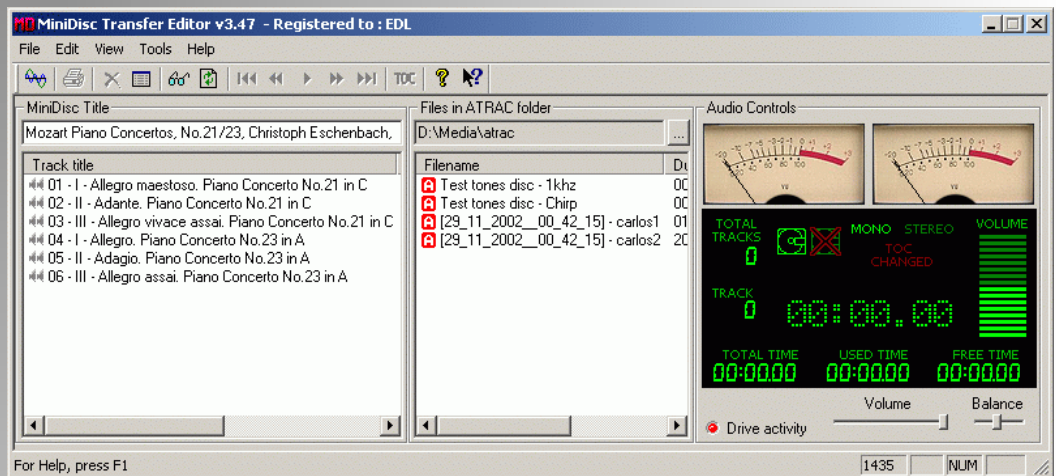 MD MiniDisc Transfer Editor v3.47 - Registered to : EDL
File Edit View Tools Help
TOC
MiniDisc Title
Mozart Piano Concertos, No.21/23, Christoph Eschenbach,
Track title
01 - I - Allegro maestoso. Piano Concerto No.21 in C
02 - II - Adante. Piano Concerto No.21 in C
03 - III - Allegro vivace assai. Piano Concerto No.21 in C
04 - I - Allegro. Piano Concerto No.23 in A
05 - II - Adagio. Piano Concerto No.23 in A
06 - III - Allegro assai. Piano Concerto No.23 in A
Files in ATRAC folder
D:\Media\atrac ...
Filename Du
A Test tones disc - 1khz 00
A Test tones disc - Chirp 00
A [29_11_2002__00_42_15] - carlos1 01
A [29_11_2002__00_42_15] - carlos2 20
Audio Controls
VU VU
TOTAL TRACKS 0
MONO STEREO
TOC CHANGED
VOLUME
TRACK 0
00:00.00
TOTAL TIME USED TIME FREE TIME
00:00.00 00:00.00 00:00.00
Volume Balance
Drive activity
For Help, press F1 1435 NUM